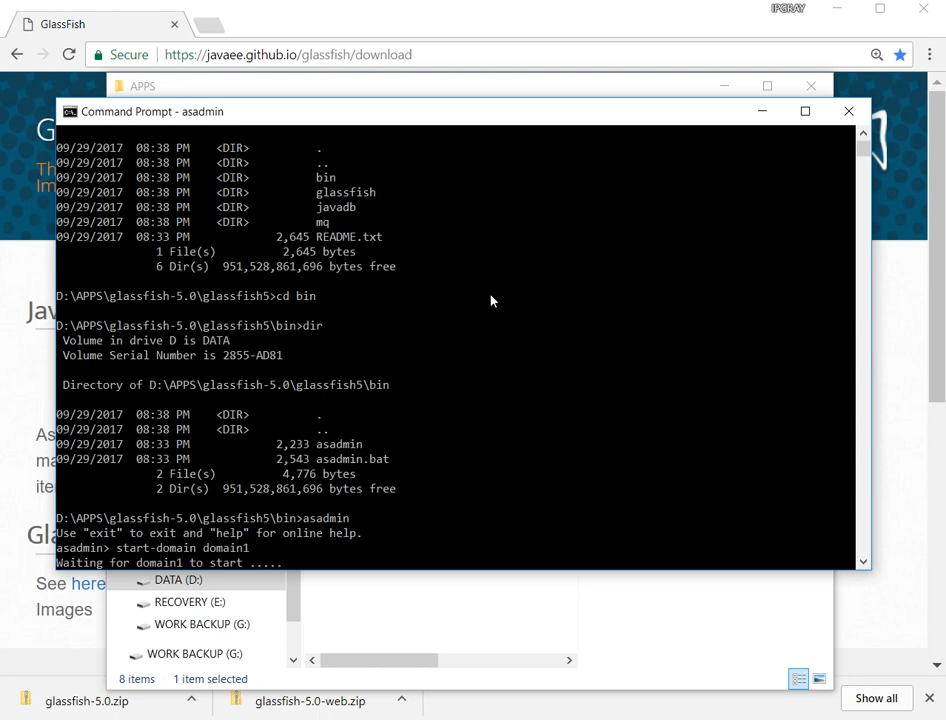 GlassFish
IPGRAY
Secure
https://javaee.github.io/glassfish/download
APPS
Command Prompt - asadmin
G
Th
Im
09/29/2017 08:38 PM <DIR> .
09/29/2017 08:38 PM <DIR> ..
09/29/2017 08:38 PM <DIR> bin
09/29/2017 08:38 PM <DIR> glassfish
09/29/2017 08:38 PM <DIR> javadb
09/29/2017 08:38 PM <DIR> mq
09/29/2017 08:33 PM 2,645 README.txt
1 File(s) 2,645 bytes
6 Dir(s) 951,528,861,696 bytes free
D:\APPS\glassfish-5.0\glassfish5>cd bin
Jav
D:\APPS\glassfish-5.0\glassfish5\bin>dir
Volume in drive D is DATA
Volume Serial Number is 2855-AD81
Directory of D:\APPS\glassfish-5.0\glassfish5\bin
09/29/2017 08:38 PM <DIR> .
09/29/2017 08:38 PM <DIR> ..
As
09/29/2017 08:33 PM 2,233 asadmin
09/29/2017 08:33 PM 2,543 asadmin.bat
ma
2 File(s) 4,776 bytes
2 Dir(s) 951,528,861,696 bytes free
ite
D:\APPS\glassfish-5.0\glassfish5\bin>asadmin
Use "exit" to exit and "help" for online help.
Gla
asadmin> start-domain domain1
Waiting for domain1 to start .....
See here
Images
DATA (D:)
RECOVERY (E:)
WORK BACKUP (G:)
WORK BACKUP (G:)
8 items 1 item selected
glassfish-5.0.zip
glassfish-5.0-web.zip
Show all